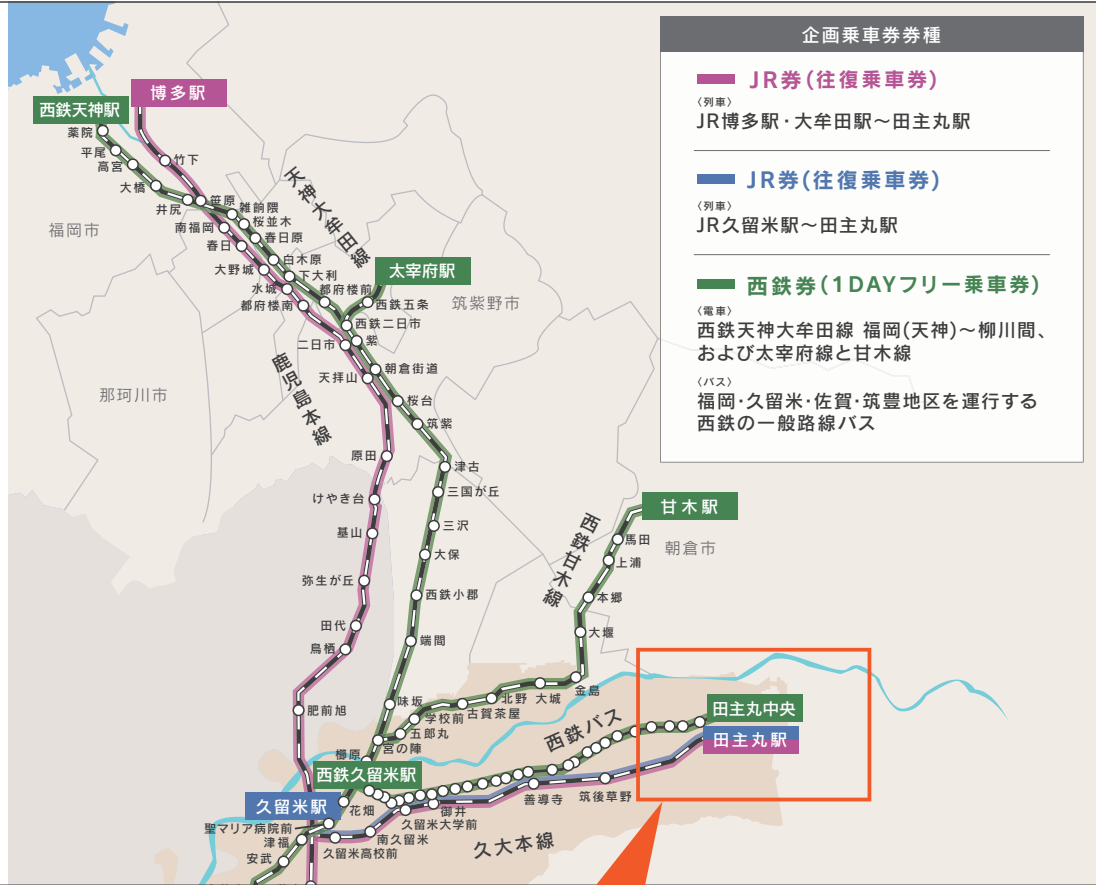 企画乗車券券種
JR券(往復乗車券)
〈列車〉
JR博多駅・大牟田駅～田主丸駅
JR券(往復乗車券)
〈列車〉
JR久留米駅～田主丸駅
西鉄券(1DAYフリー乗車券)
〈電車〉
西鉄天神大牟田線 福岡(天神)～柳川間、
および太宰府線と甘木線
〈バス〉
福岡・久留米・佐賀・筑豊地区を運行する
西鉄の一般路線バス
博多駅
西鉄天神駅
薬院
平尾
高宮
大橋
井尻
竹下
笹原
雑餉隈
桜並木
春日原
南福岡
春日
白木原
大野城
下大利
水城
都府楼前
都府楼南
太宰府駅
西鉄五条
西鉄二日市
二日市
紫
朝倉街道
天拝山
桜台
筑紫
天神大牟田線
鹿児島本線
福岡市
筑紫野市
那珂川市
原田
津古
けやき台
三国が丘
基山
三沢
大保
弥生が丘
西鉄小郡
田代
端間
鳥栖
肥前旭
味坂
甘木駅
馬田
朝倉市
上浦
西鉄甘木線
本郷
大堰
金島
大城
北野
古賀茶屋
学校前
五郎丸
宮の陣
櫛原
西鉄久留米駅
久留米駅
花畑
聖マリア病院前
津福
安武
久留米高校前
南久留米
久留米大学前
御井
善導寺
筑後草野
西鉄バス
久大本線
田主丸中央
田主丸駅